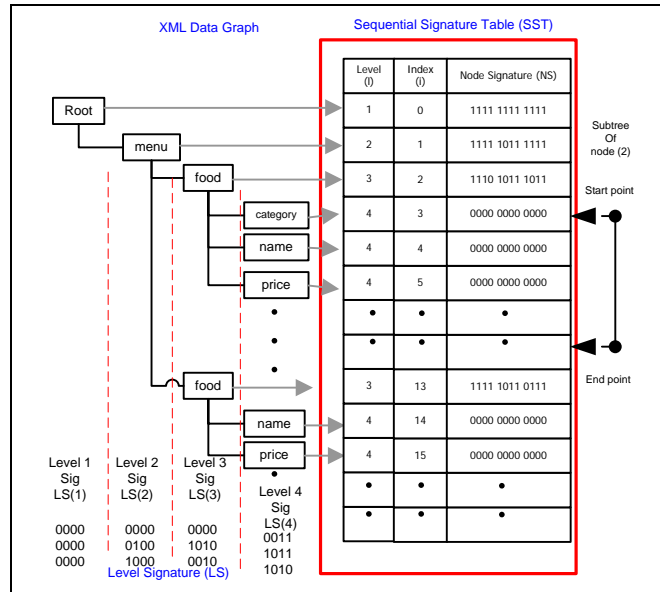 XML Data Graph
Sequential Signature Table (SST)
Level (l) Index (i) Node Signature (NS)
Root 1 0 1111 1111 1111
menu 2 1 1111 1011 1111
food 3 2 1110 1011 1011
category 4 3 0000 0000 0000
name 4 4 0000 0000 0000
price 4 5 0000 0000 0000
food 3 13 1111 1011 0111
name 4 14 0000 0000 0000
price 4 15 0000 0000 0000
Subtree
Of
node (2)
Start point
End point
Level 1
Sig
LS(1)
0000
0000
0000
Level 2
Sig
LS(2)
0000
0100
1000
Level 3
Sig
LS(3)
0000
1010
0010
Level 4
Sig
LS(4)
0011
1011
1010
Level Signature (LS)